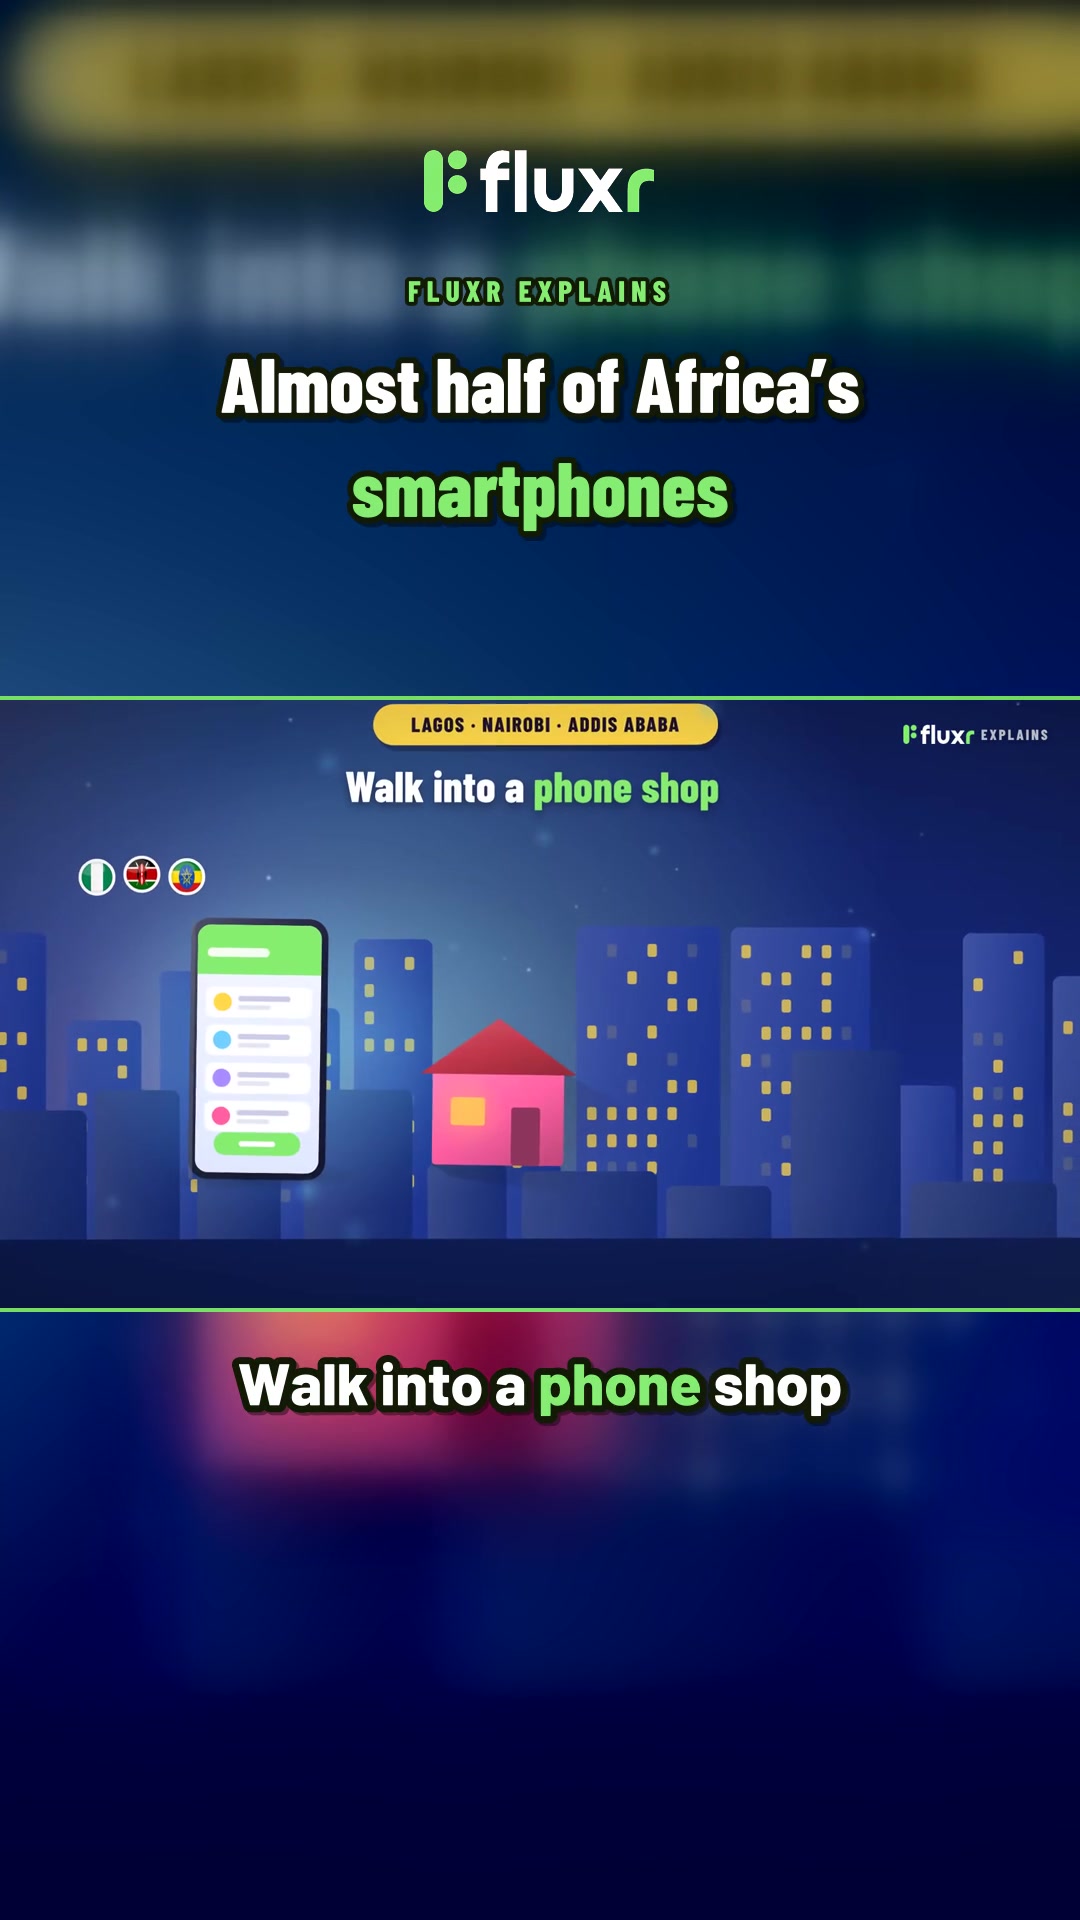 fluxr
FLUXR EXPLAINS
Almost half of Africa's
smartphones
LAGOS · NAIROBI · ADDIS ABABA
fluxr EXPLAINS
Walk into a phone shop
Walk into a phone shop